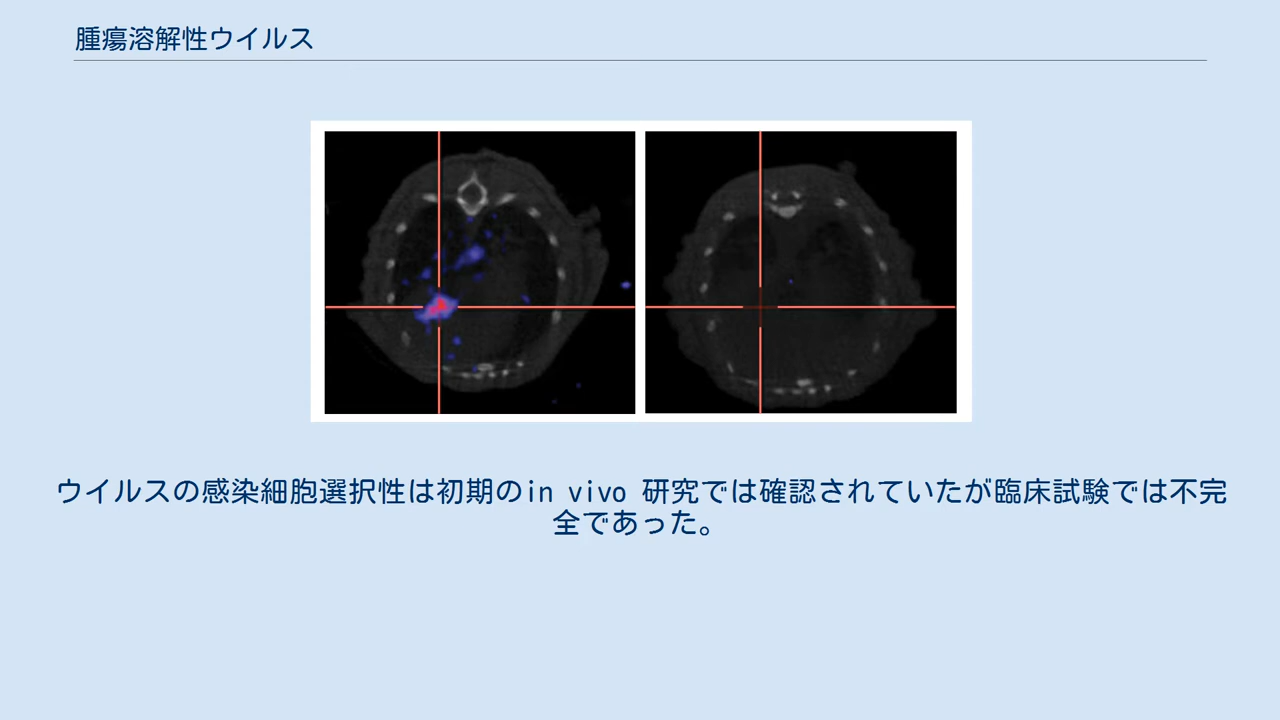 腫瘍溶解性ウイルス
ウイルスの感染細胞選択性は初期のin vivo 研究では確認されていたが臨床試験では不完
全であった。